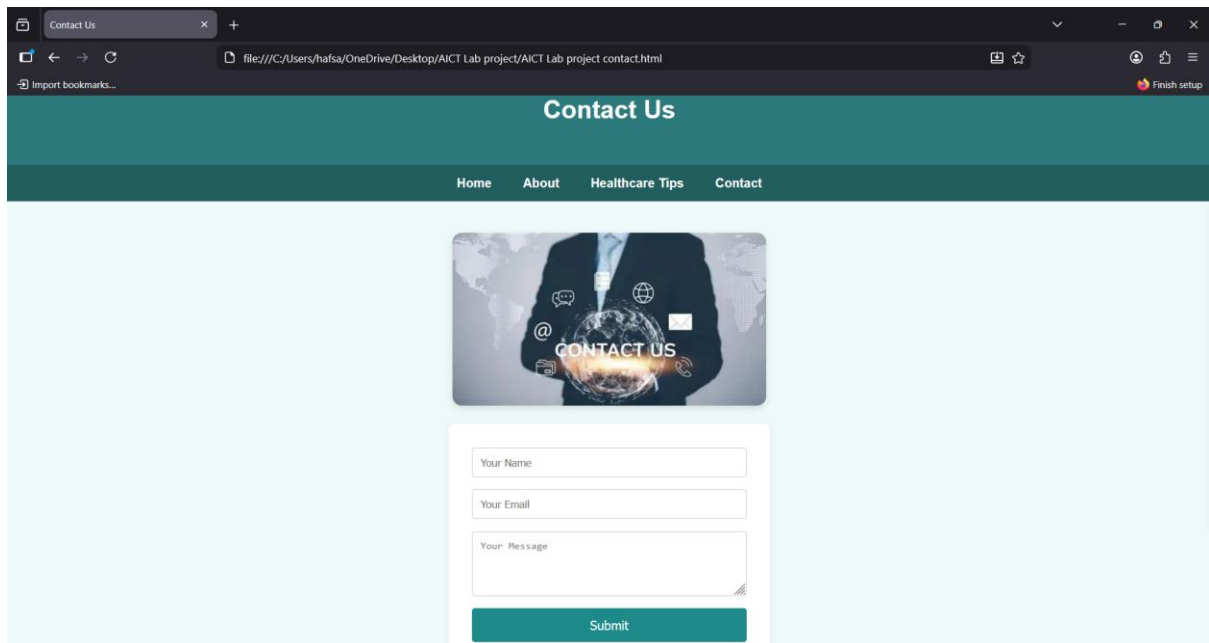 Contact Us
file:///C:/Users/hafsa/OneDrive/Desktop/AICT Lab project/AICT Lab project contact.html
Import bookmarks...
Finish setup
Contact Us
Home About Healthcare Tips Contact
@
CONTACT US
Your Name
Your Email
Your Message
Submit